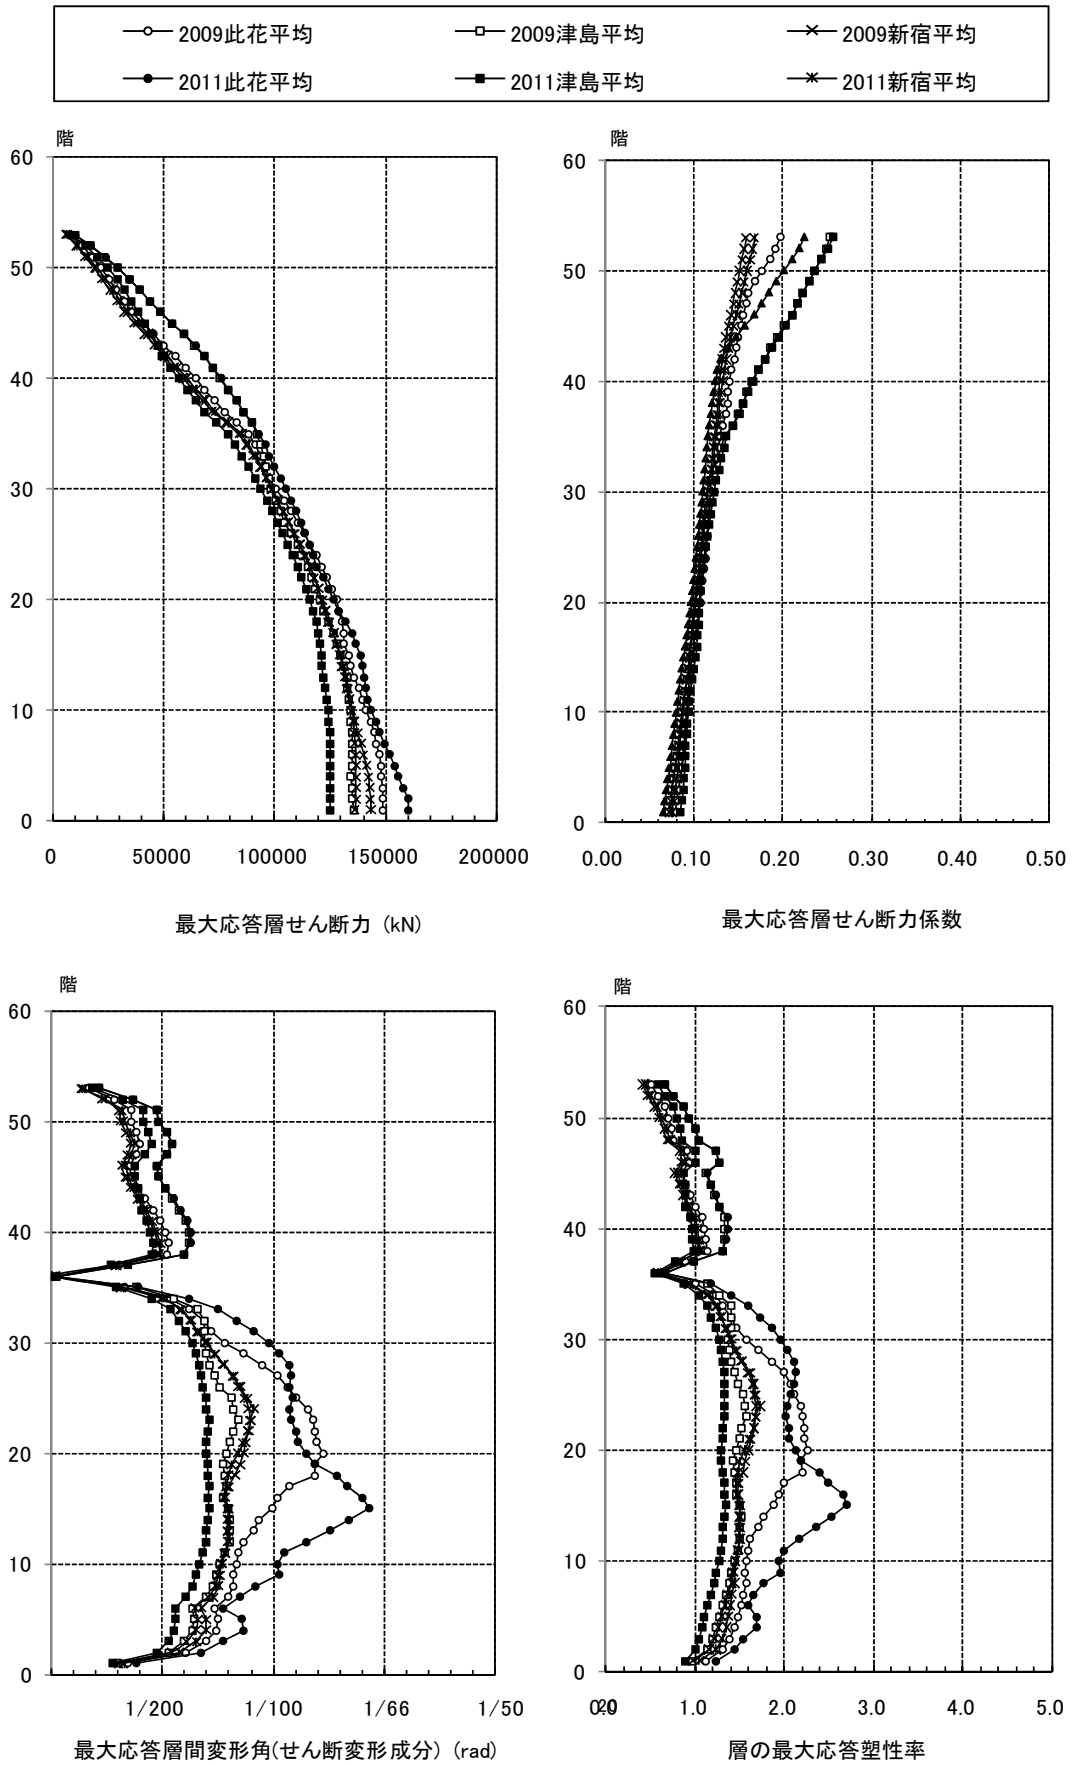 2009此花平均 2009津島平均 2009新宿平均
2011此花平均 2011津島平均 2011新宿平均
階
60
50
40
30
20
10
0
0 50000 100000 150000 200000
最大応答層せん断力 (kN)
階
60
50
40
30
20
10
0
0.00 0.10 0.20 0.30 0.40 0.50
最大応答層せん断力係数
階
60
50
40
30
20
10
0
1/200 1/100 1/66 1/50
最大応答層間変形角(せん断変形成分) (rad)
階
60
50
40
30
20
10
0
1.0 2.0 3.0 4.0 5.0
層の最大応答塑性率